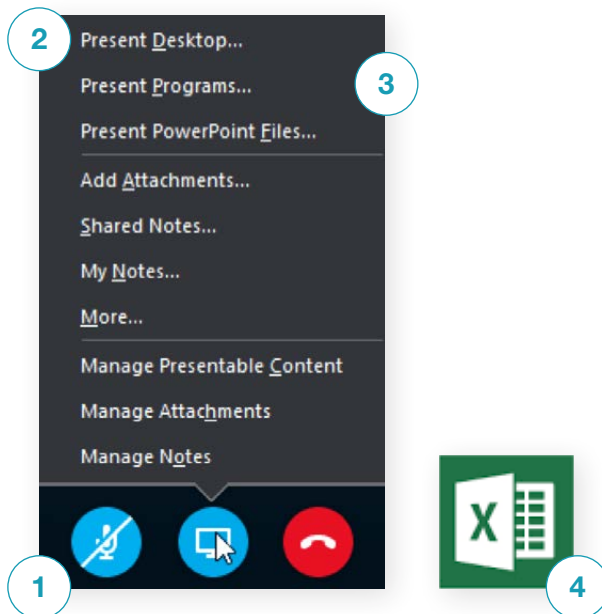 2
Present Desktop...
Present Programs...
3
Present PowerPoint Files...
Add Attachments...
Shared Notes...
My Notes...
More...
Manage Presentable Content
Manage Attachments
Manage Notes
X
1
4